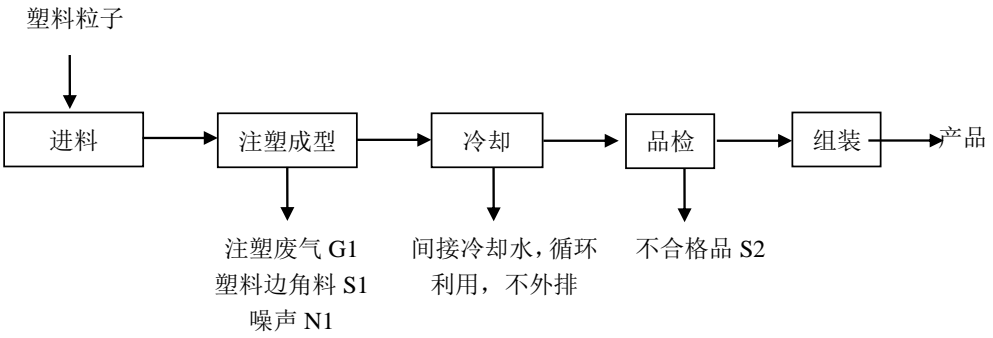 塑料粒子
进料
注塑成型
冷却
品检
组装
产品
注塑废气 G1
塑料边角料 S1
噪声 N1
间接冷却水，循环
利用，不外排
不合格品 S2